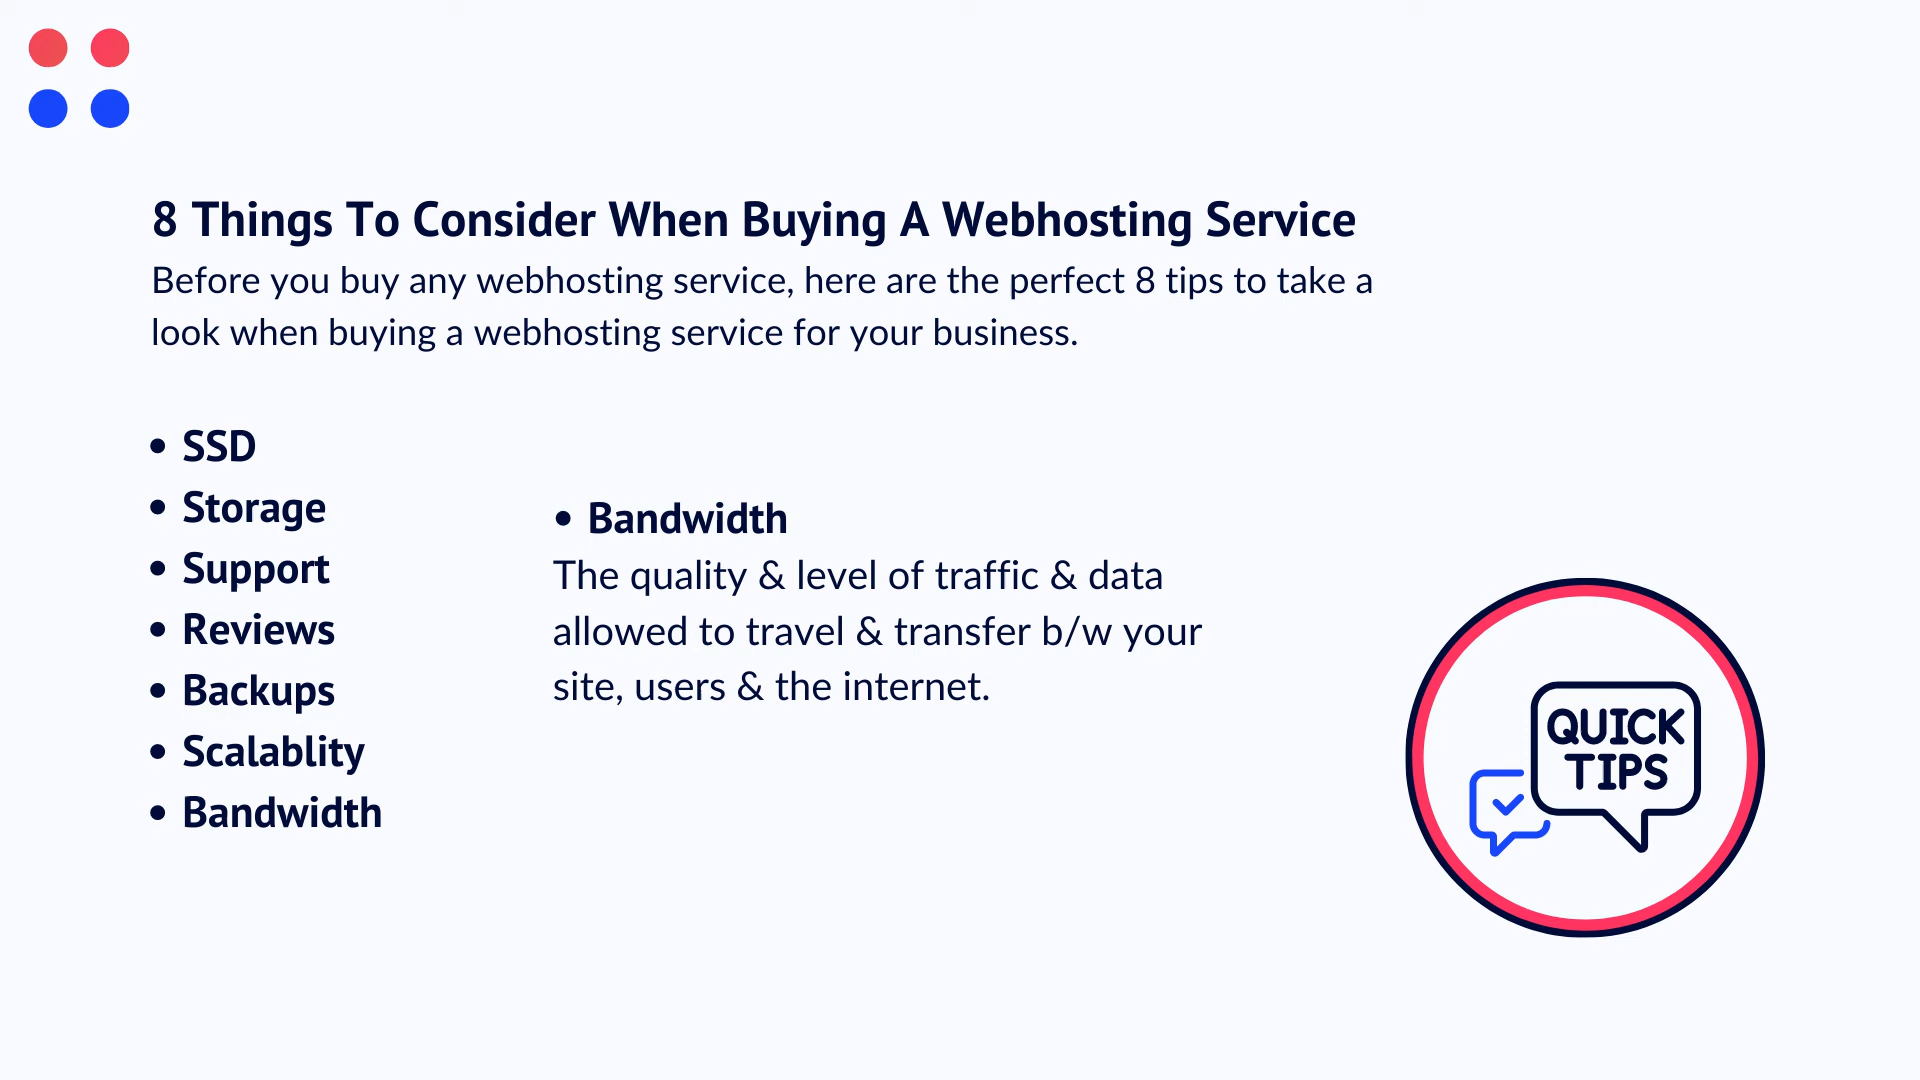 8 Things To Consider When Buying A Webhosting Service
Before you buy any webhosting service, here are the perfect 8 tips to take a
look when buying a webhosting service for your business.
• SSD
• Storage
• Support
• Reviews
• Backups
• Scalablity
• Bandwidth
• Bandwidth
The quality & level of traffic & data
allowed to travel & transfer b/w your
site, users & the internet.
QUICK
TIPS